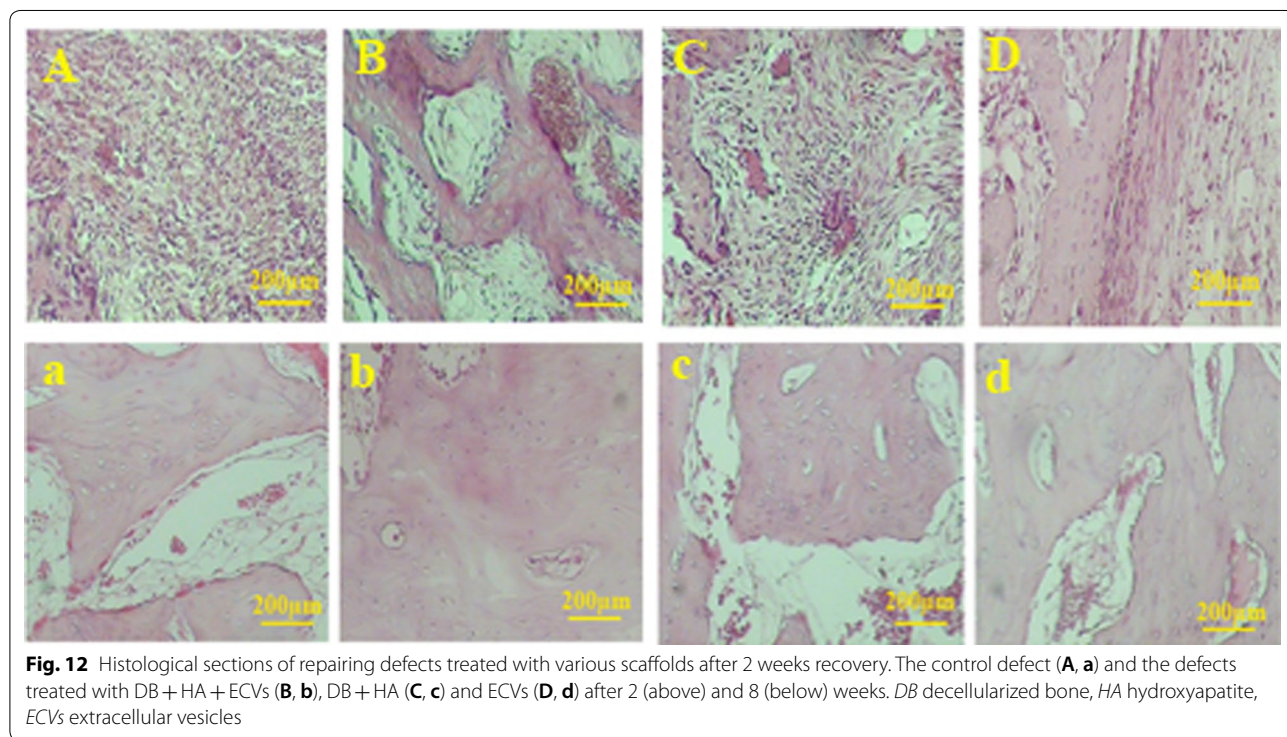 A B C D
200μm 200μm 200μm 200μm
a b c d
200μm 200μm 200μm 200μm
Fig. 12 Histological sections of repairing defects treated with various scaffolds after 2 weeks recovery. The control defect (A, a) and the defects
treated with DB + HA + ECVs (B, b), DB + HA (C, c) and ECVs (D, d) after 2 (above) and 8 (below) weeks. DB decellularized bone, HA hydroxyapatite,
ECVs extracellular vesicles